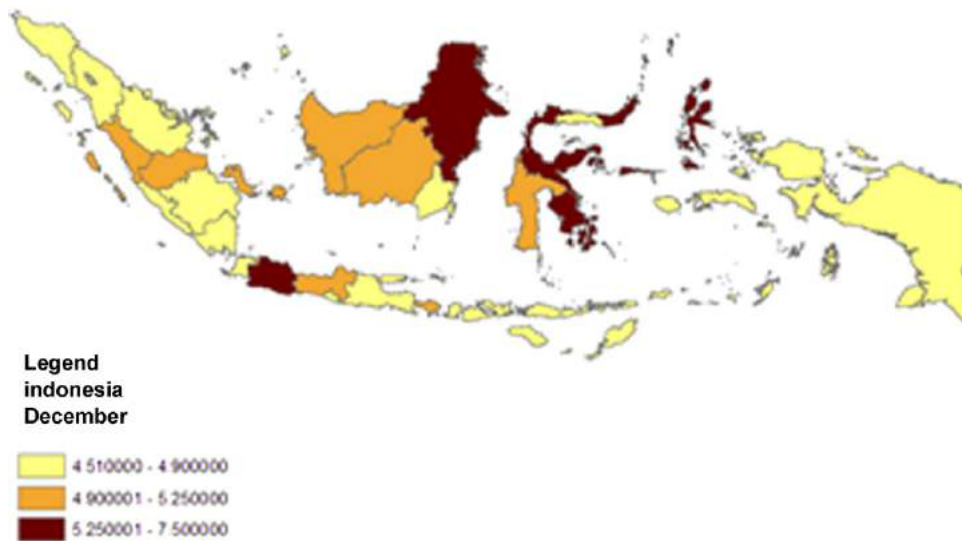 Legend
indonesia
December
4.510000 - 4.900000
4.900001 - 5.250000
5.250001 - 7.500000